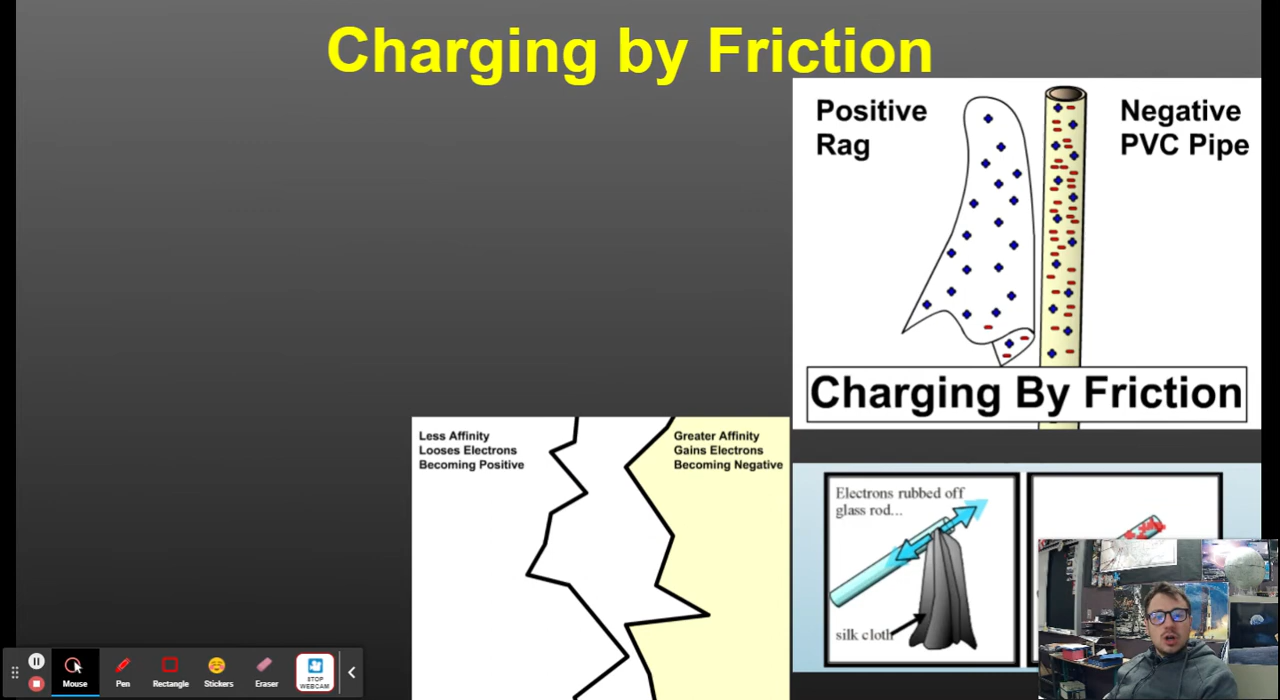 Charging by Friction
Positive
Rag
Negative
PVC Pipe
Charging By Friction
Less Affinity
Looses Electrons
Becoming Positive
Greater Affinity
Gains Electrons
Becoming Negative
Electrons rubbed off
glass rod...
silk cloth
Mouse
Pen
Rectangle
Stickers
Eraser
STOP
WEBCAM